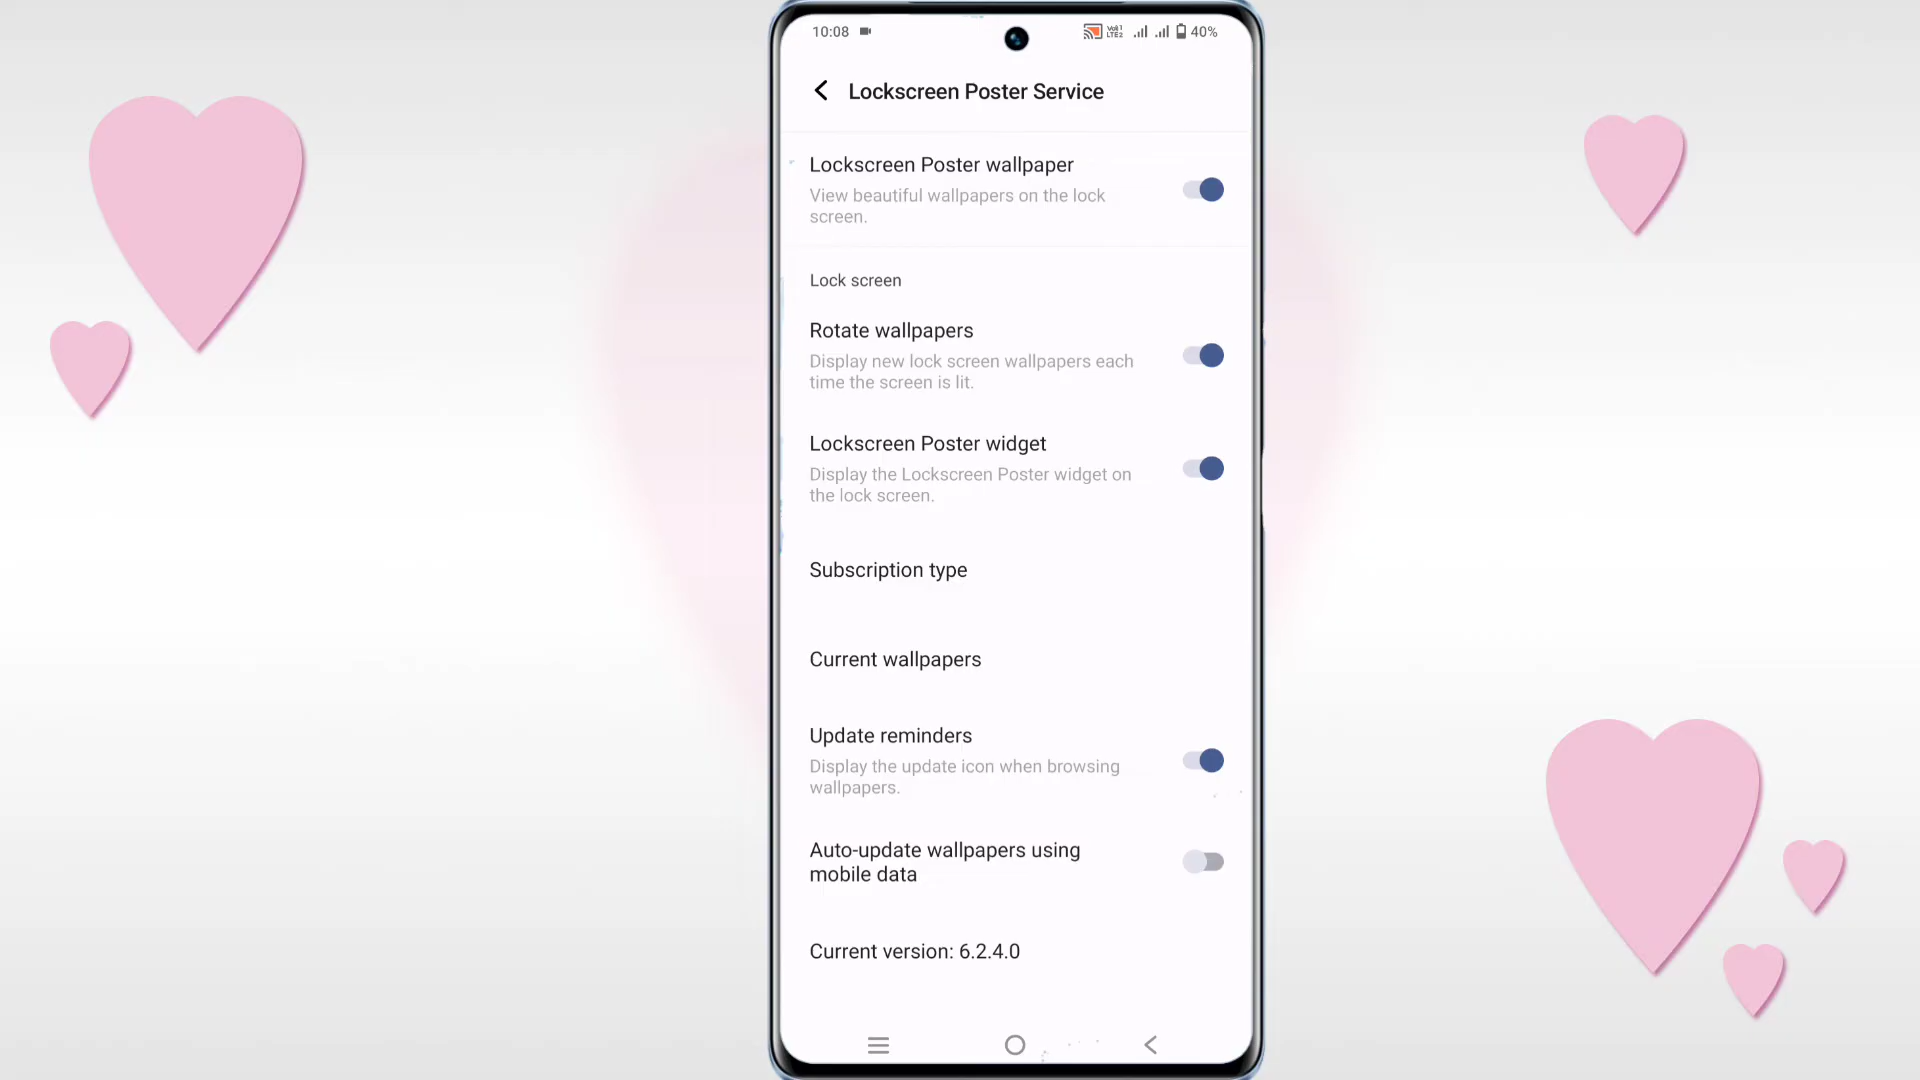 10:08
Vo1 LTE2
40%
Lockscreen Poster Service
Lockscreen Poster wallpaper
View beautiful wallpapers on the lock
screen.
Lock screen
Rotate wallpapers
Display new lock screen wallpapers each
time the screen is lit.
Lockscreen Poster widget
Display the Lockscreen Poster widget on
the lock screen.
Subscription type
Current wallpapers
Update reminders
Display the update icon when browsing
wallpapers.
Auto-update wallpapers using
mobile data
Current version: 6.2.4.0